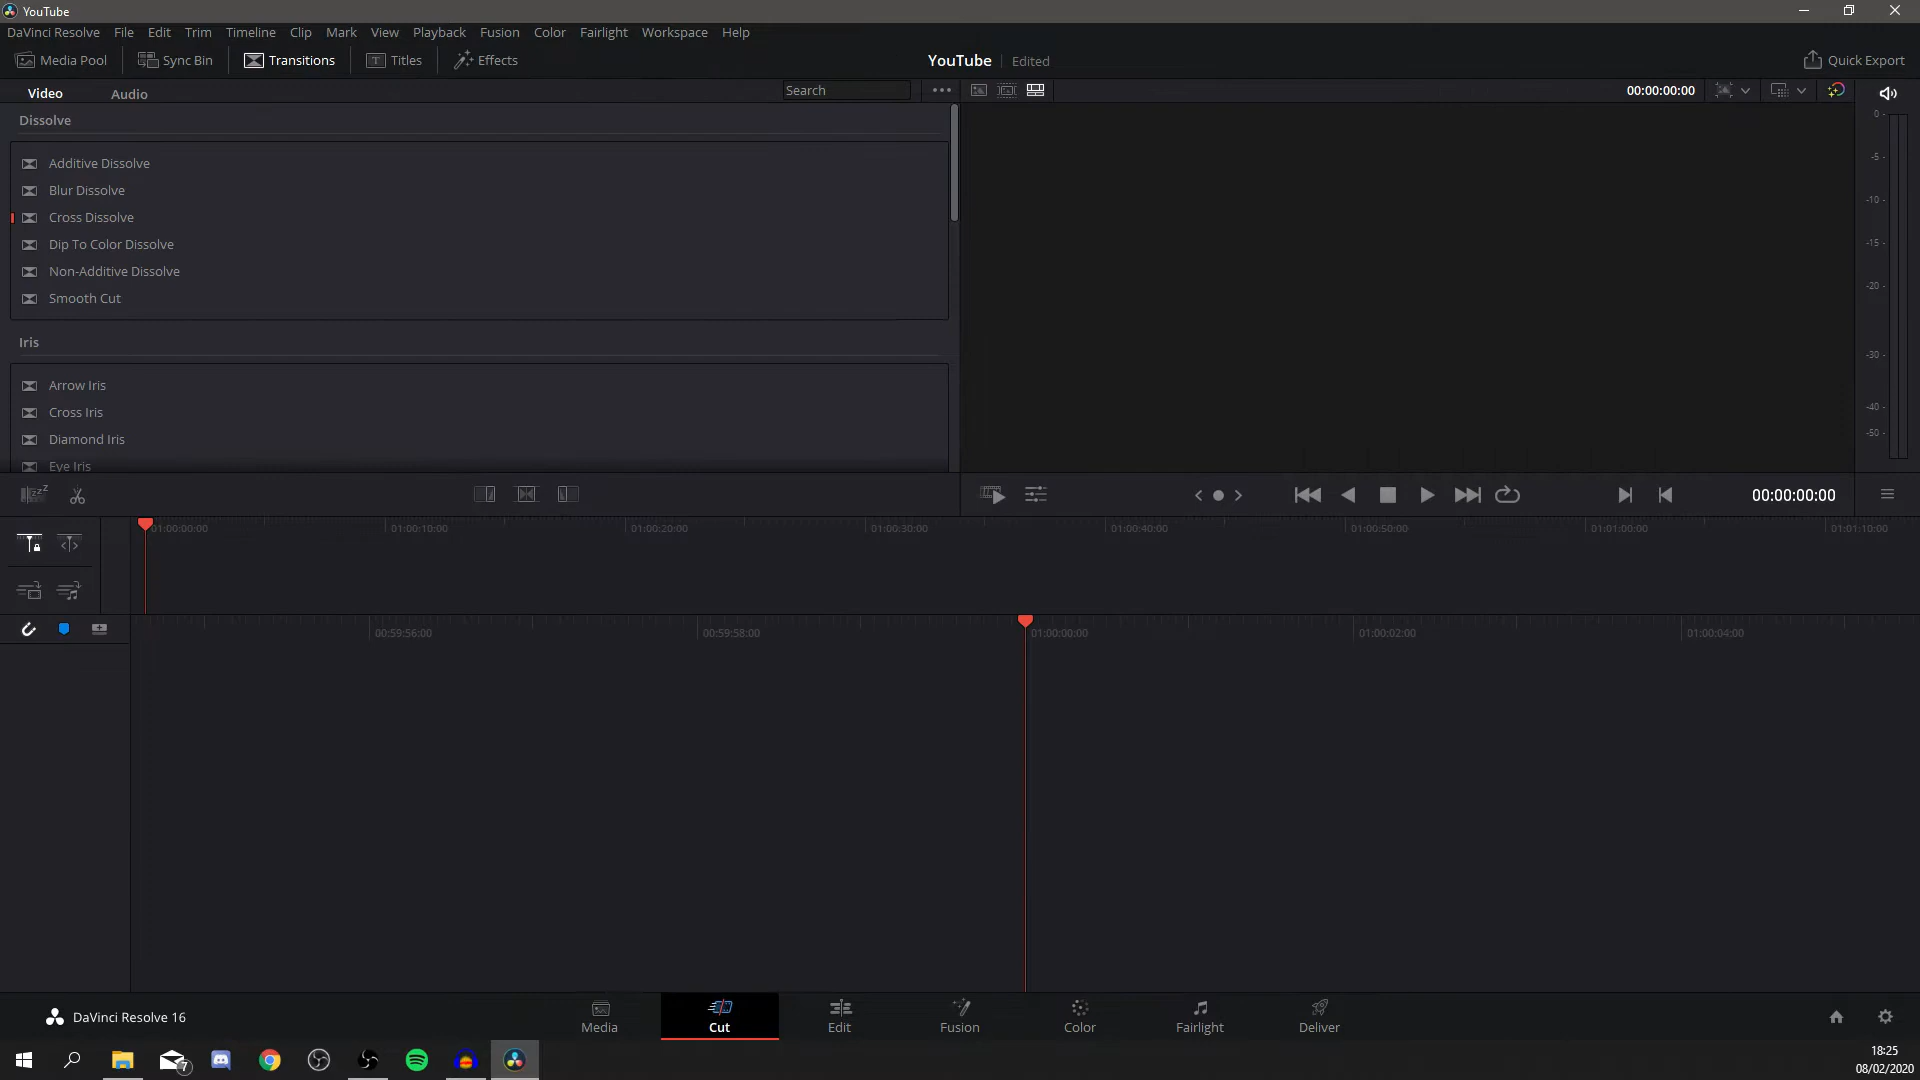 YouTube
DaVinci Resolve File Edit Trim Timeline Clip Mark View Playback Fusion Color Fairlight Workspace Help
Media Pool Sync Bin Transitions Titles Effects YouTube Edited Quick Export
Video Audio Search 00:00:00:00
Dissolve
Additive Dissolve
Blur Dissolve
Cross Dissolve
Dip To Color Dissolve
Non-Additive Dissolve
Smooth Cut
Iris
Arrow Iris
Cross Iris
Diamond Iris
Eye Iris
0
-5
-10
-15
-20
-30
-40
-50
00:00:00:00
01:00:00:00 01:00:10:00 01:00:20:00 01:00:30:00 01:00:40:00 01:00:50:00 01:01:00:00 01:01:10:00
00:59:56:00 00:59:58:00 01:00:00:00 01:00:02:00 01:00:04:00
DaVinci Resolve 16 Media Cut Edit Fusion Color Fairlight Deliver
7
18:25
08/02/2020